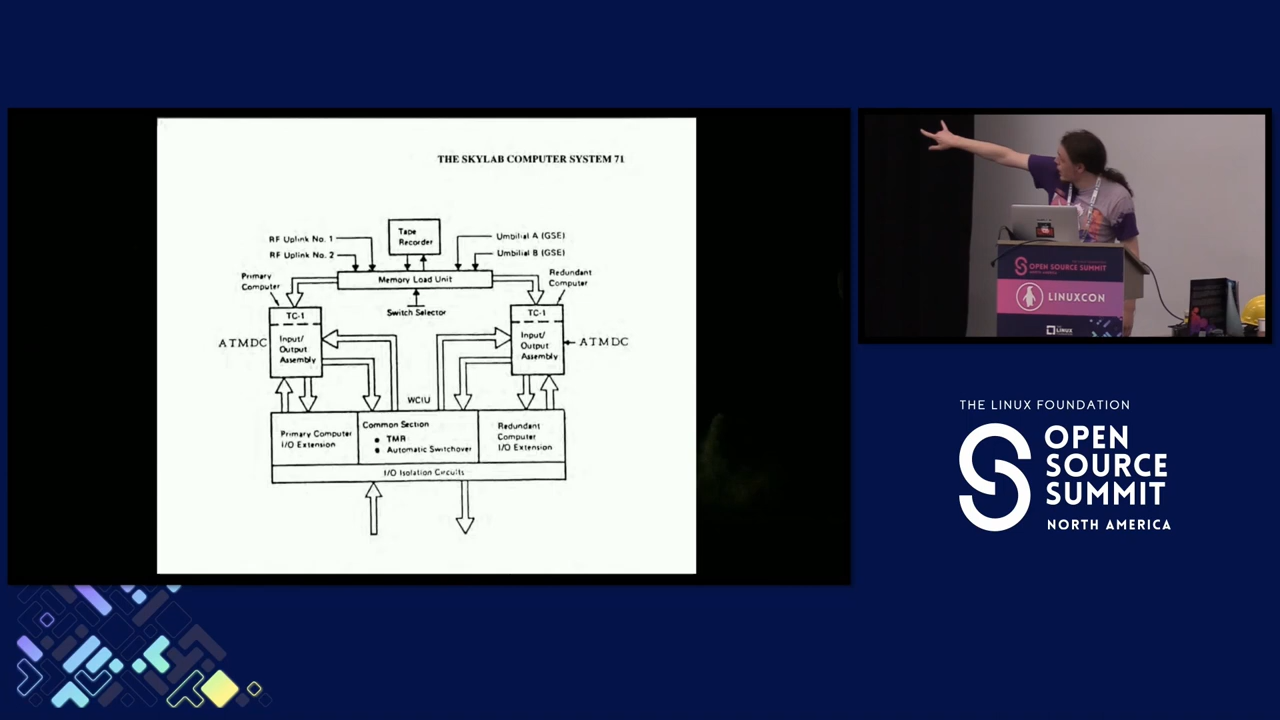 THE SKYLAB COMPUTER SYSTEM 71
Tape
Recorder
RF Uplink No. 1
RF Uplink No. 2
Umbilial A (GSE)
Umbilial B (GSE)
Primary
Computer
Memory Load Unit
Redundant
Computer
Switch Selector
TC-1
Input/
Output
Assembly
ATMDC
TC-1
Input/
Output
Assembly
ATMDC
WCIU
Primary Computer
I/O Extension
Common Section
TMR
Automatic Switchover
Redundant
Computer
I/O Extension
I/O Isolation Circuits
OPEN SOURCE SUMMIT
LINUXCON
LINUX
THE LINUX FOUNDATION
OPEN
SOURCE
SUMMIT
NORTH AMERICA